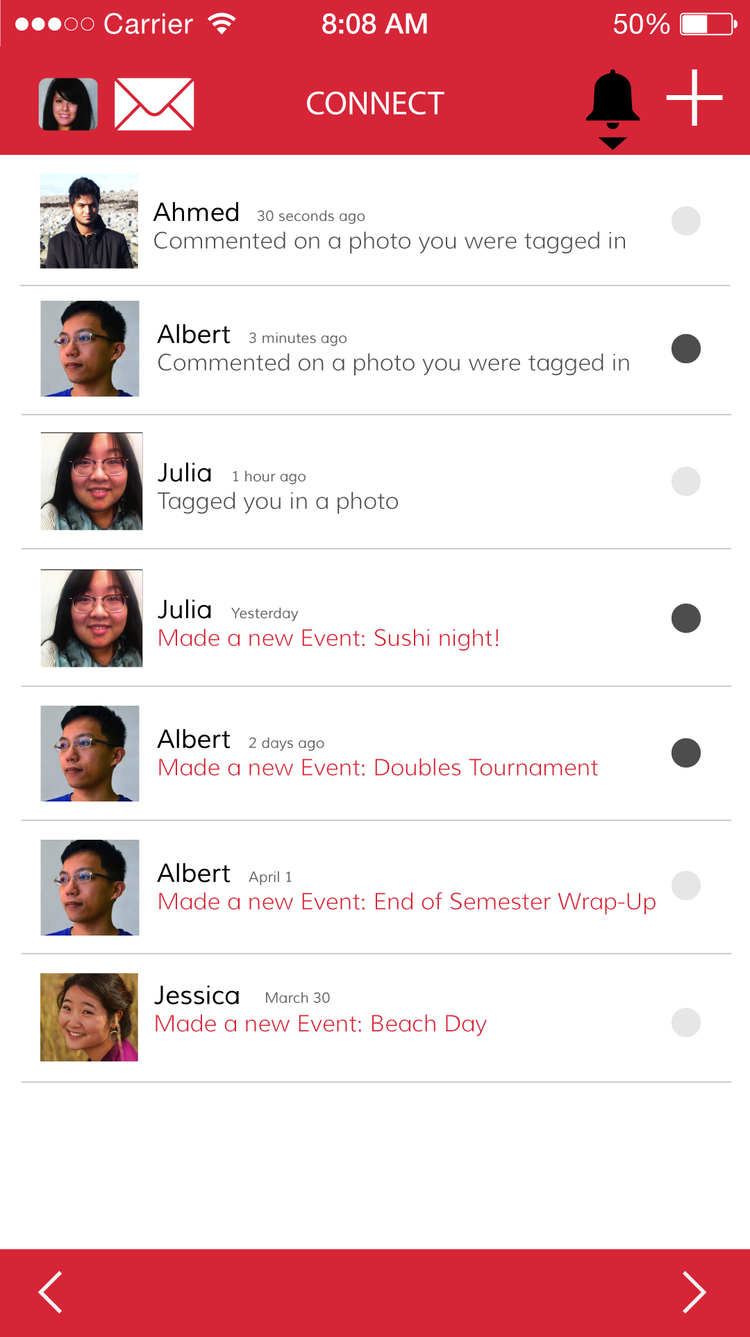 Carrier 8:08 AM 50%
CONNECT
Ahmed 30 seconds ago
Commented on a photo you were tagged in
Albert 3 minutes ago
Commented on a photo you were tagged in
Julia 1 hour ago
Tagged you in a photo
Julia Yesterday
Made a new Event: Sushi night!
Albert 2 days ago
Made a new Event: Doubles Tournament
Albert April 1
Made a new Event: End of Semester Wrap-Up
Jessica March 30
Made a new Event: Beach Day